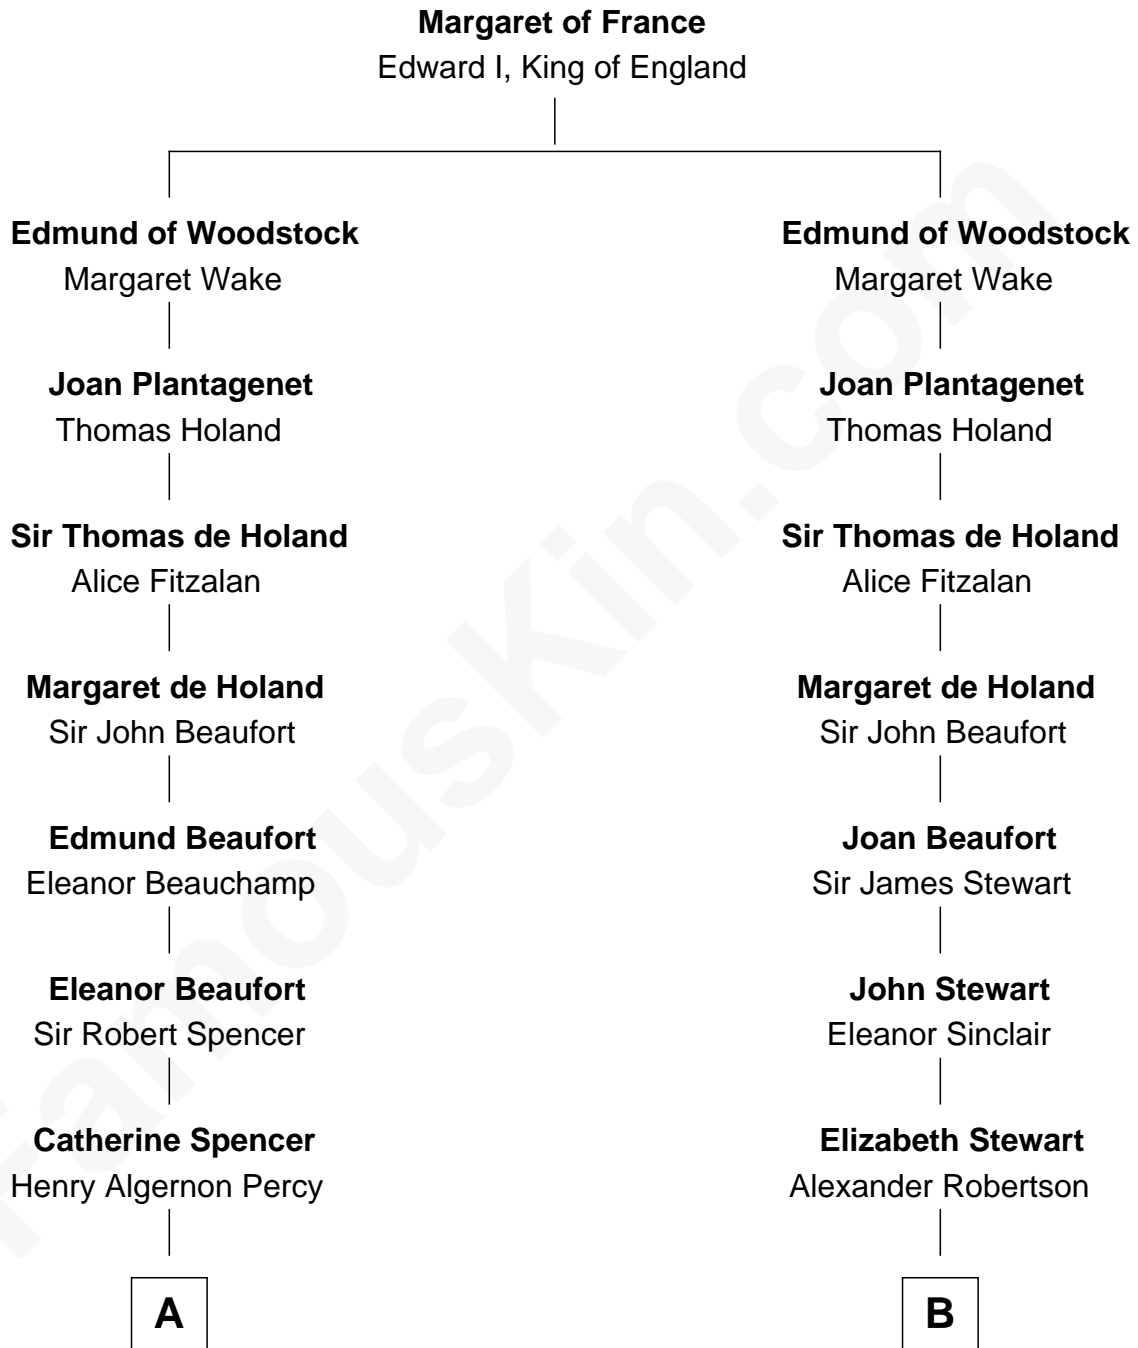 Margaret of France
Edward I, King of England
Edmund of Woodstock
Margaret Wake
Edmund of Woodstock
Margaret Wake
Joan Plantagenet
Thomas Holand
Joan Plantagenet
Thomas Holand
Sir Thomas de Holand
Alice Fitzalan
Sir Thomas de Holand
Alice Fitzalan
Margaret de Holand
Sir John Beaufort
Margaret de Holand
Sir John Beaufort
Edmund Beaufort
Eleanor Beauchamp
Joan Beaufort
Sir James Stewart
Eleanor Beaufort
Sir Robert Spencer
John Stewart
Eleanor Sinclair
Catherine Spencer
Henry Algernon Percy
Elizabeth Stewart
Alexander Robertson
A
B
FamousKin.com